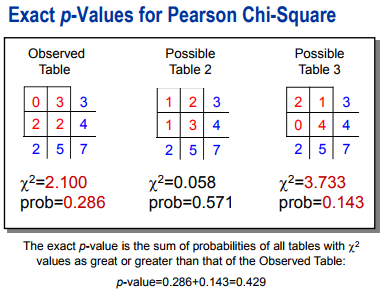 Exact p-Values for Pearson Chi-Square
Observed Possible Possible
Table Table 2 Table 3
0 3 3 1 2 3 2 1 3
2 2 4 1 3 4 0 4 4
2 5 7 2 5 7 2 5 7
χ²=2.100 χ²=0.058 χ²=3.733
prob=0.286 prob=0.571 prob=0.143
The exact p-value is the sum of probabilities of all tables with χ²
values as great or greater than that of the Observed Table:
p-value=0.286+0.143=0.429